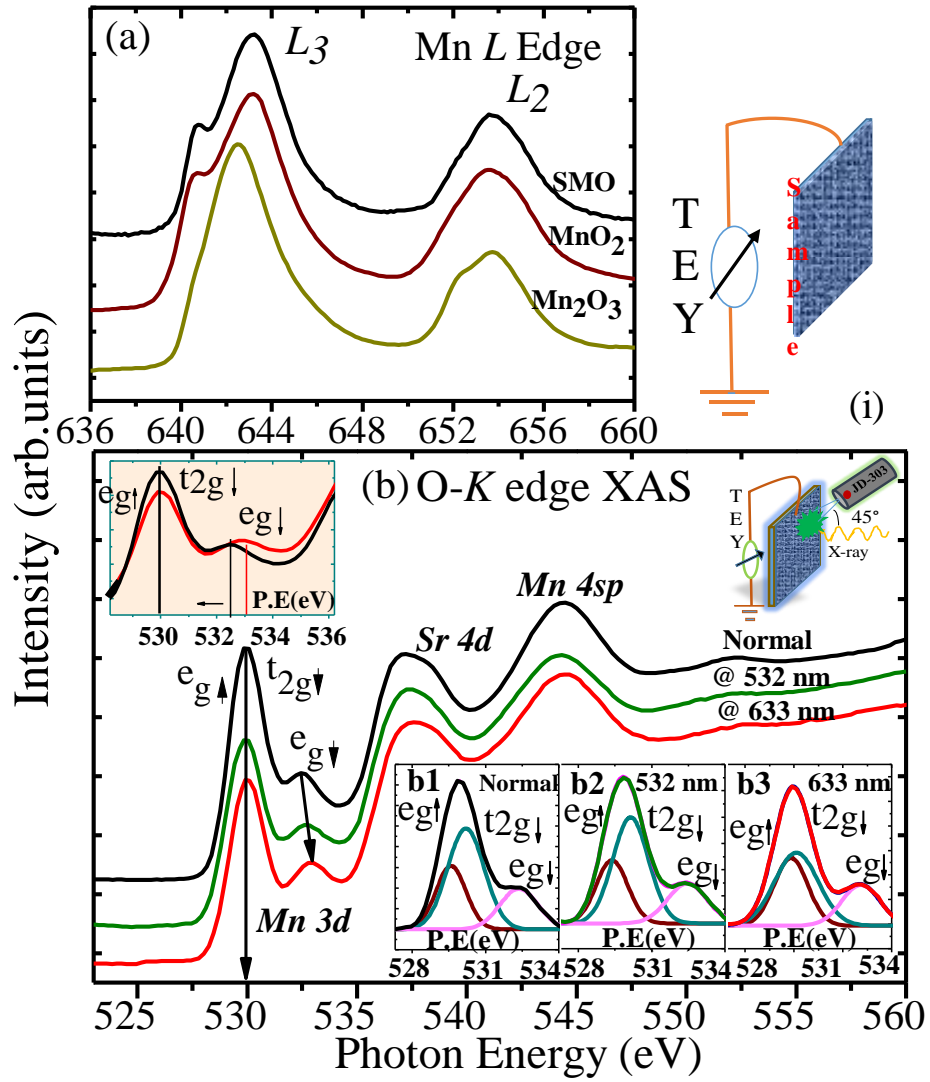 (a)
L3
Mn L Edge
L2
SMO
MnO2
Mn2O3
636 640 644 648 652 656 660
T
E
Y
Sample
(i)
Intensity (arb.units)
(b) O-K edge XAS
eg↑ t2g↓
eg↓
P.E(eV)
530 532 534 536
T
E
Y
JD-303
45°
X-ray
eg↑ t2g↓
eg↓
Mn 3d
Sr 4d
Mn 4sp
Normal
@ 532 nm
@ 633 nm
b1 Normal
eg↑
t2g↓
eg↓
P.E(eV)
528 531 534
b2 532 nm
eg↑
t2g↓
eg↓
P.E(eV)
528 531 534
b3 633 nm
eg↑
t2g↓
eg↓
P.E(eV)
528 531 534
525 530 535 540 545 550 555 560
Photon Energy (eV)